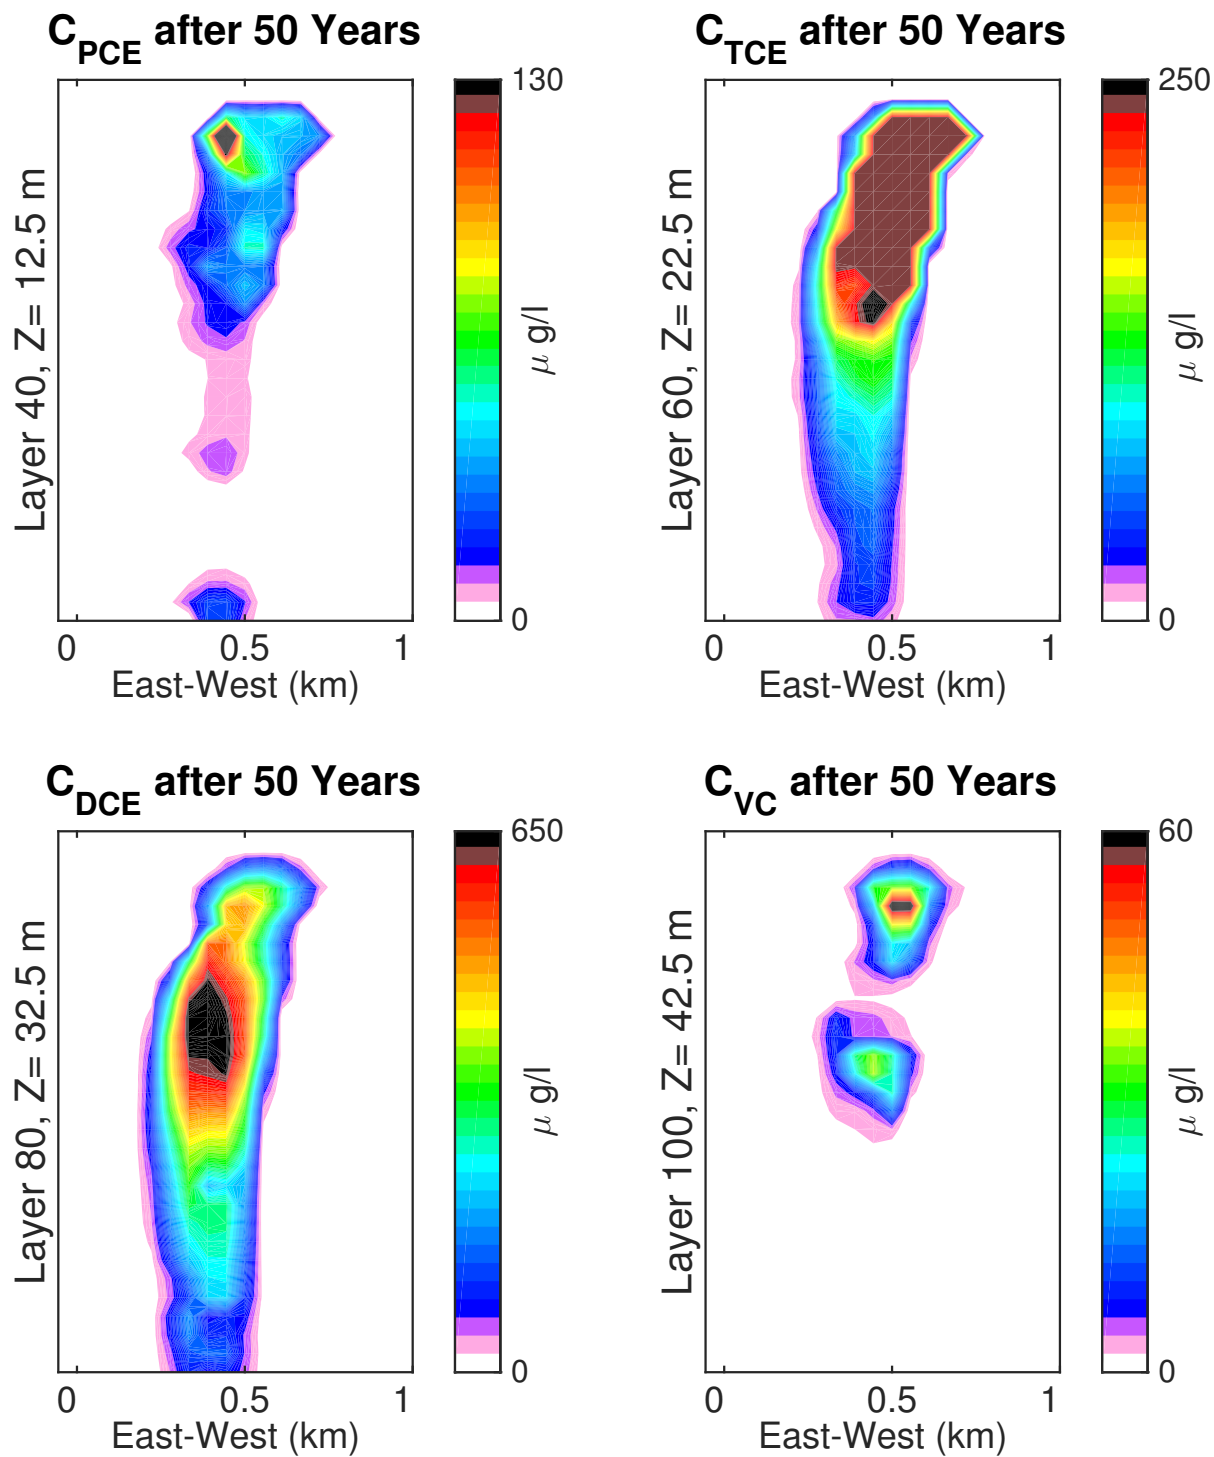 C_PCE after 50 Years
Layer 40, Z= 12.5 m
130
μ g/l
0
0 0.5 1
East-West (km)
C_TCE after 50 Years
Layer 60, Z= 22.5 m
250
μ g/l
0
0 0.5 1
East-West (km)
C_DCE after 50 Years
Layer 80, Z= 32.5 m
650
μ g/l
0
0 0.5 1
East-West (km)
C_VC after 50 Years
Layer 100, Z= 42.5 m
60
μ g/l
0
0 0.5 1
East-West (km)